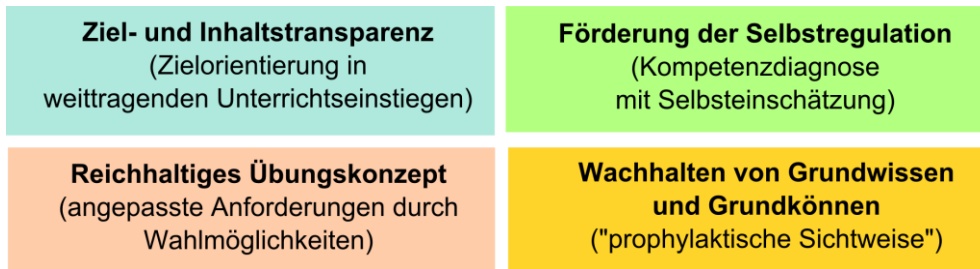 Ziel- und Inhaltstransparenz
(Zielorientierung in
weittragenden Unterrichtseinstiegen)
Förderung der Selbstregulation
(Kompetenzdiagnose
mit Selbsteinschätzung)
Reichhaltiges Übungskonzept
(angepasste Anforderungen durch
Wahlmöglichkeiten)
Wachhalten von Grundwissen
und Grundkönnen
("prophylaktische Sichtweise")